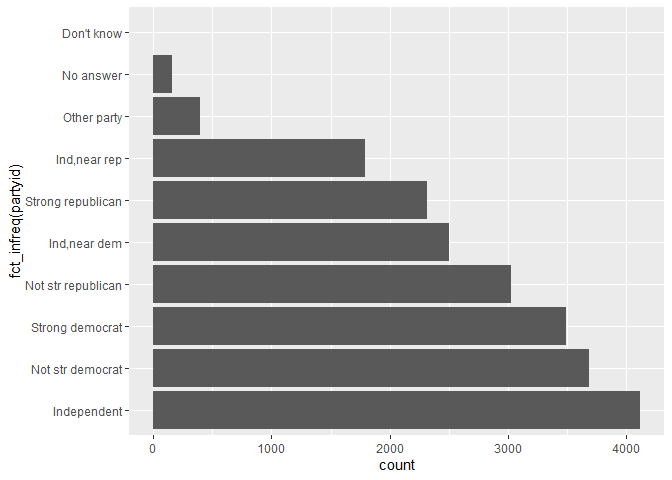 Don't know
No answer
Other party
Ind,near rep
Strong republican
Ind,near dem
Not str republican
Strong democrat
Not str democrat
Independent
fct_infreq(partyid)
0 1000 2000 3000 4000
count